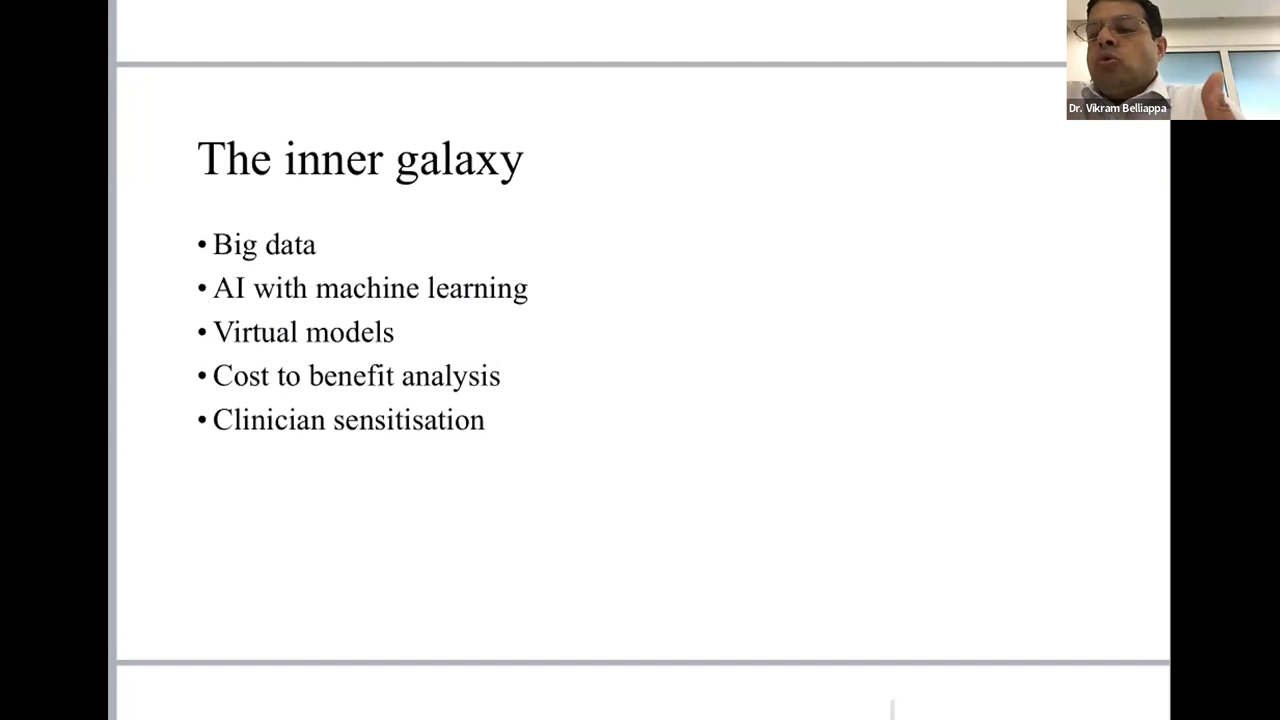 Dr. Vikram Belliappa
The inner galaxy
• Big data
• AI with machine learning
• Virtual models
• Cost to benefit analysis
• Clinician sensitisation